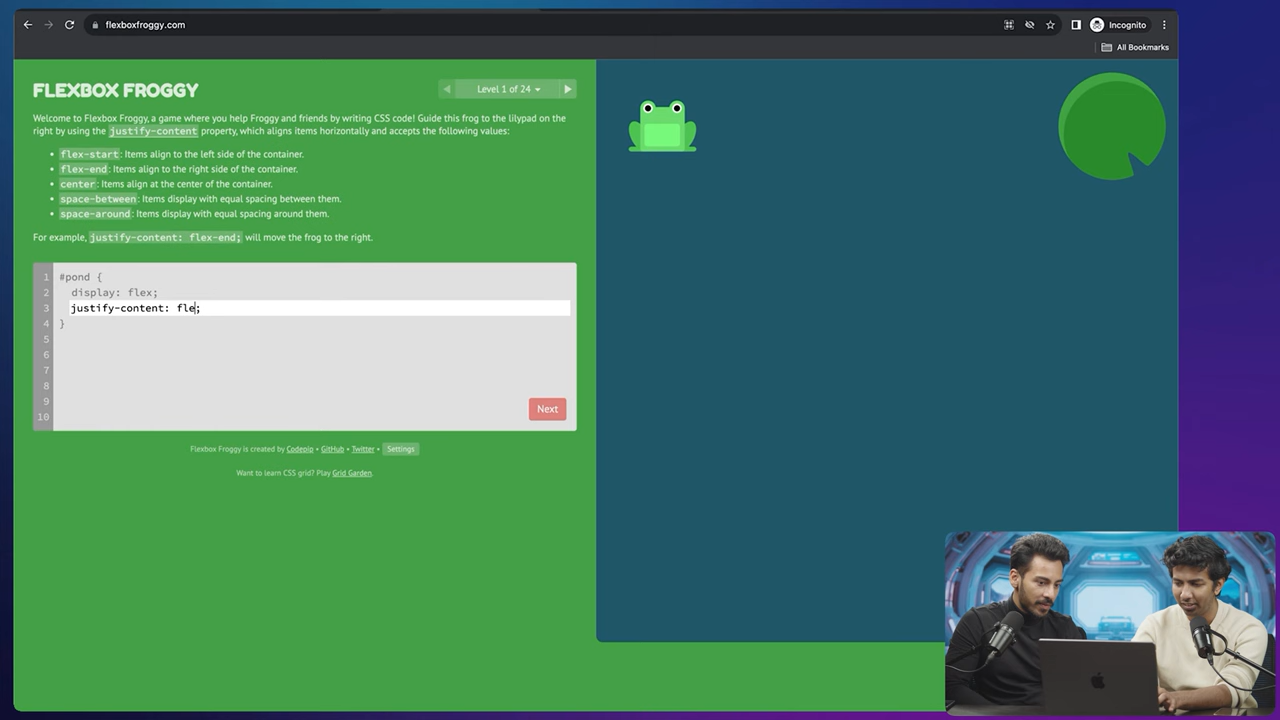 flexboxfroggy.com
Incognito
All Bookmarks
FLEXBOX FROGGY
Level 1 of 24
Welcome to Flexbox Froggy, a game where you help Froggy and friends by writing CSS code! Guide this frog to the lilypad on the
right by using the justify-content property, which aligns items horizontally and accepts the following values:
• flex-start: Items align to the left side of the container.
• flex-end: Items align to the right side of the container.
• center: Items align at the center of the container.
• space-between: Items display with equal spacing between them.
• space-around: Items display with equal spacing around them.
For example, justify-content: flex-end; will move the frog to the right.
1 #pond {
2 display: flex;
3 justify-content: fle;
4 }
5
6
7
8
9
10
Next
Flexbox Froggy is created by Codepip • GitHub • Twitter • Settings
Want to learn CSS grid? Play Grid Garden.